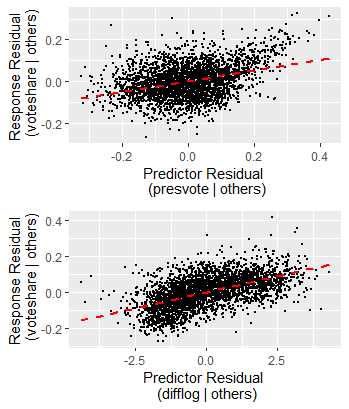 Response Residual
(voteshare | others)
0.2
0.0
-0.2
-0.2
0.0
0.2
0.4
Predictor Residual
(presvote | others)
Response Residual
(voteshare | others)
0.4
0.2
0.0
-0.2
-2.5
0.0
2.5
Predictor Residual
(difflog | others)